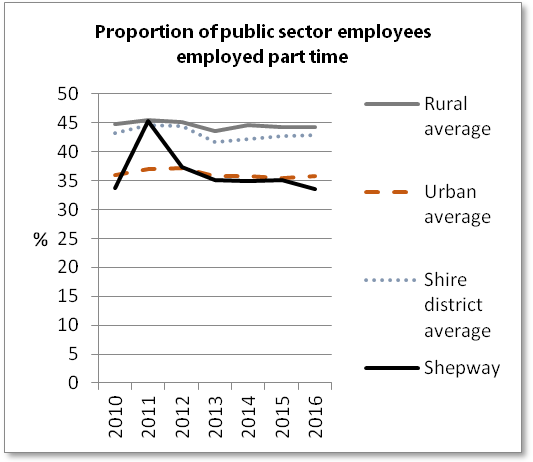 Proportion of public sector employees
employed part time
50
45
40
35
30
25
20
15
10
5
0
%
2010
2011
2012
2013
2014
2015
2016
Rural
average
Urban
average
Shire
district
average
Shepway